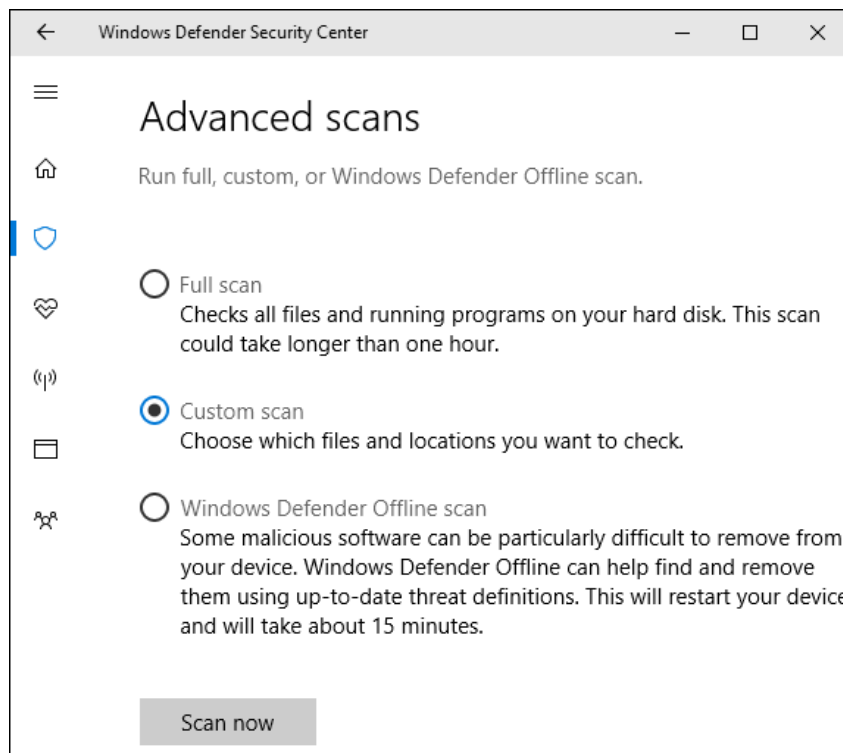 Windows Defender Security Center
Advanced scans
Run full, custom, or Windows Defender Offline scan.
Full scan
Checks all files and running programs on your hard disk. This scan
could take longer than one hour.
Custom scan
Choose which files and locations you want to check.
Windows Defender Offline scan
Some malicious software can be particularly difficult to remove from
your device. Windows Defender Offline can help find and remove
them using up-to-date threat definitions. This will restart your device
and will take about 15 minutes.
Scan now